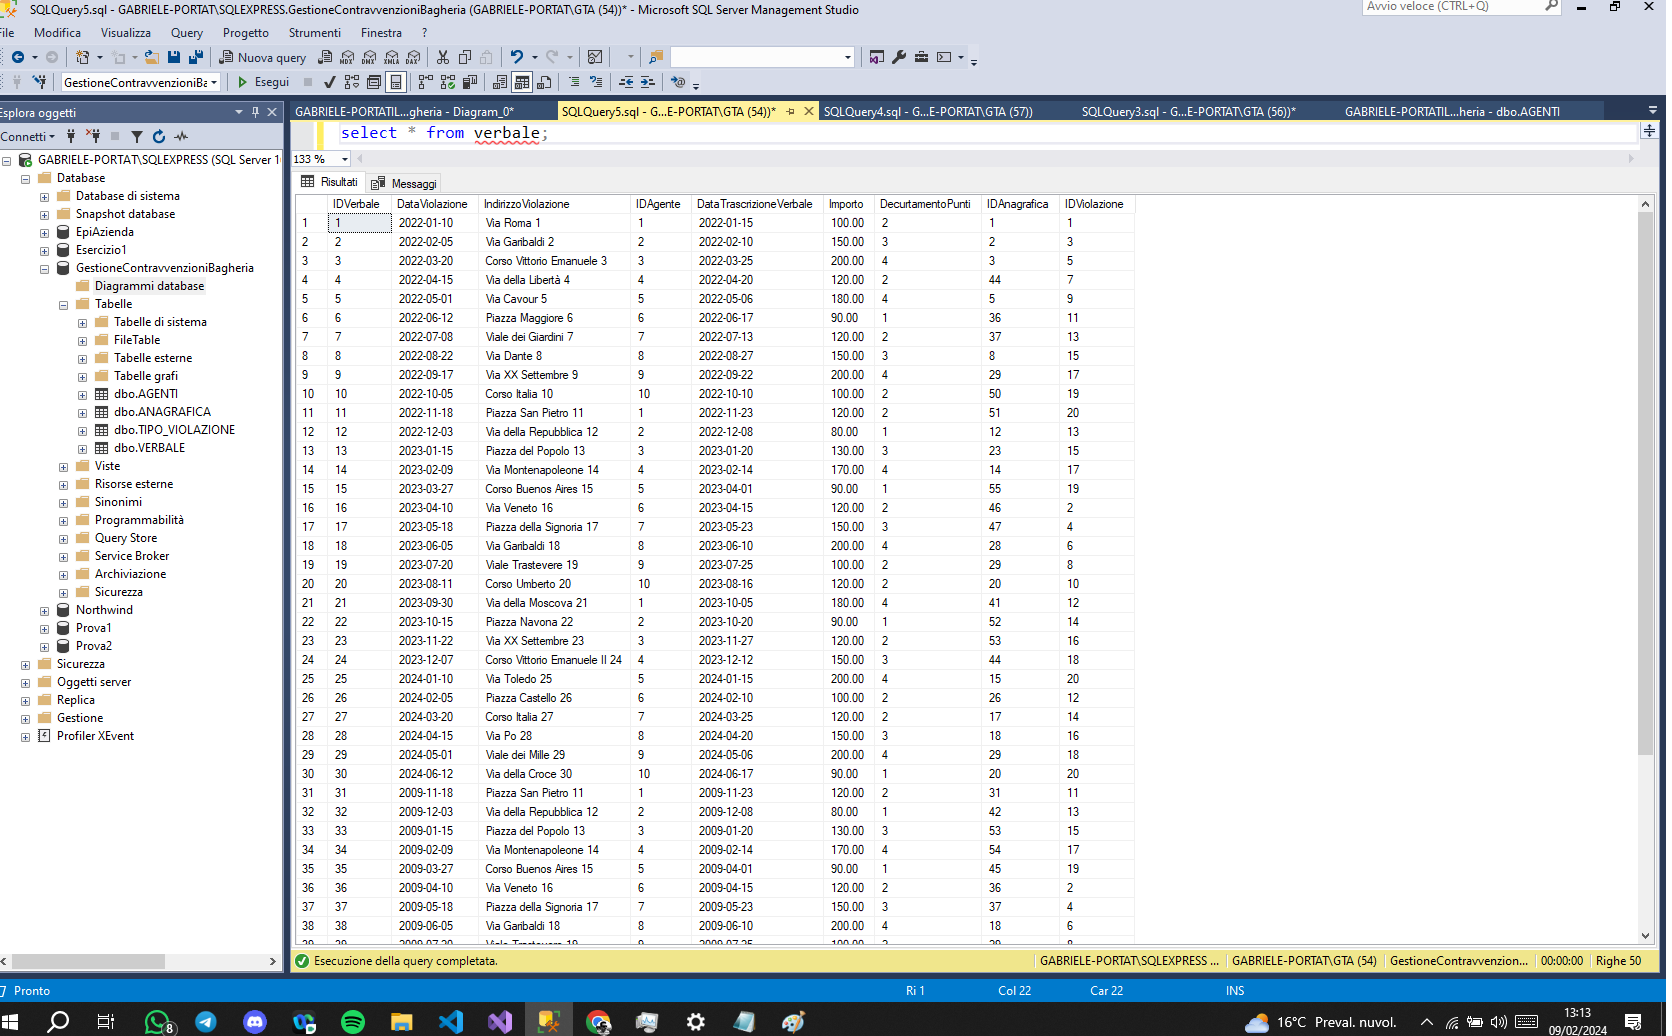 SQLQuery5.sql - GABRIELE-PORTAT\SQLEXPRESS.GestioneContravvenzioniBagheria (GABRIELE-PORTAT\GTA (54))* - Microsoft SQL Server Management Studio
Avvio veloce (CTRL+Q)
File Modifica Visualizza Query Progetto Strumenti Finestra ?
Nuova query MDX DMX XMLA DAX
GestioneContravvenzioniBa Esegui
Esplora oggetti
GABRIELE-PORTATIL...gheria - Diagram_0* SQLQuery5.sql - G...E-PORTAT\GTA (54))* SQLQuery4.sql - G...E-PORTAT\GTA (57)) SQLQuery3.sql - G...E-PORTAT\GTA (56))* GABRIELE-PORTATIL...heria - dbo.AGENTI
Connetti
select * from verbale;
133 %
Risultati Messaggi
GABRIELE-PORTAT\SQLEXPRESS (SQL Server 1
Database
Database di sistema
Snapshot database
EpiAzienda
Esercizio1
GestioneContravvenzioniBagheria
Diagrammi database
Tabelle
Tabelle di sistema
FileTable
Tabelle esterne
Tabelle grafi
dbo.AGENTI
dbo.ANAGRAFICA
dbo.TIPO_VIOLAZIONE
dbo.VERBALE
Viste
Risorse esterne
Sinonimi
Programmabilità
Query Store
Service Broker
Archiviazione
Sicurezza
Northwind
Prova1
Prova2
Sicurezza
Oggetti server
Replica
Gestione
Profiler XEvent
IDVerbale DataViolazione IndirizzoViolazione IDAgente DataTrascrizioneVerbale Importo DecurtamentoPunti IDAnagrafica IDViolazione
1 1 2022-01-10 Via Roma 1 1 2022-01-15 100.00 2 1 1
2 2 2022-02-05 Via Garibaldi 2 2 2022-02-10 150.00 3 2 3
3 3 2022-03-20 Corso Vittorio Emanuele 3 3 2022-03-25 200.00 4 3 5
4 4 2022-04-15 Via della Libertà 4 4 2022-04-20 120.00 2 44 7
5 5 2022-05-01 Via Cavour 5 5 2022-05-06 180.00 4 5 9
6 6 2022-06-12 Piazza Maggiore 6 6 2022-06-17 90.00 1 36 11
7 7 2022-07-08 Viale dei Giardini 7 7 2022-07-13 120.00 2 37 13
8 8 2022-08-22 Via Dante 8 8 2022-08-27 150.00 3 8 15
9 9 2022-09-17 Via XX Settembre 9 9 2022-09-22 200.00 4 29 17
10 10 2022-10-05 Corso Italia 10 10 2022-10-10 100.00 2 50 19
11 11 2022-11-18 Piazza San Pietro 11 1 2022-11-23 120.00 2 51 20
12 12 2022-12-03 Via della Repubblica 12 2 2022-12-08 80.00 1 12 13
13 13 2023-01-15 Piazza del Popolo 13 3 2023-01-20 130.00 3 23 15
14 14 2023-02-09 Via Montenapoleone 14 4 2023-02-14 170.00 4 14 17
15 15 2023-03-27 Corso Buenos Aires 15 5 2023-04-01 90.00 1 55 19
16 16 2023-04-10 Via Veneto 16 6 2023-04-15 120.00 2 46 2
17 17 2023-05-18 Piazza della Signoria 17 7 2023-05-23 150.00 3 47 4
18 18 2023-06-05 Via Garibaldi 18 8 2023-06-10 200.00 4 28 6
19 19 2023-07-20 Viale Trastevere 19 9 2023-07-25 100.00 2 29 8
20 20 2023-08-11 Corso Umberto 20 10 2023-08-16 120.00 2 20 10
21 21 2023-09-30 Via della Moscova 21 1 2023-10-05 180.00 4 41 12
22 22 2023-10-15 Piazza Navona 22 2 2023-10-20 90.00 1 52 14
23 23 2023-11-22 Via XX Settembre 23 3 2023-11-27 120.00 2 53 16
24 24 2023-12-07 Corso Vittorio Emanuele II 24 4 2023-12-12 150.00 3 44 18
25 25 2024-01-10 Via Toledo 25 5 2024-01-15 200.00 4 15 20
26 26 2024-02-05 Piazza Castello 26 6 2024-02-10 100.00 2 26 12
27 27 2024-03-20 Corso Italia 27 7 2024-03-25 120.00 2 17 14
28 28 2024-04-15 Via Po 28 8 2024-04-20 150.00 3 18 16
29 29 2024-05-01 Viale dei Mille 29 9 2024-05-06 200.00 4 29 18
30 30 2024-06-12 Via della Croce 30 10 2024-06-17 90.00 1 20 20
31 31 2009-11-18 Piazza San Pietro 11 1 2009-11-23 120.00 2 31 11
32 32 2009-12-03 Via della Repubblica 12 2 2009-12-08 80.00 1 42 13
33 33 2009-01-15 Piazza del Popolo 13 3 2009-01-20 130.00 3 53 15
34 34 2009-02-09 Via Montenapoleone 14 4 2009-02-14 170.00 4 54 17
35 35 2009-03-27 Corso Buenos Aires 15 5 2009-04-01 90.00 1 45 19
36 36 2009-04-10 Via Veneto 16 6 2009-04-15 120.00 2 36 2
37 37 2009-05-18 Piazza della Signoria 17 7 2009-05-23 150.00 3 37 4
38 38 2009-06-05 Via Garibaldi 18 8 2009-06-10 200.00 4 18 6
Esecuzione della query completata. GABRIELE-PORTAT\SQLEXPRESS ... GABRIELE-PORTAT\GTA (54) GestioneContravvenzion... 00:00:00 Righe 50
Pronto Ri 1 Col 22 Car 22 INS
8 16°C Preval. nuvol. 13:13
09/02/2024